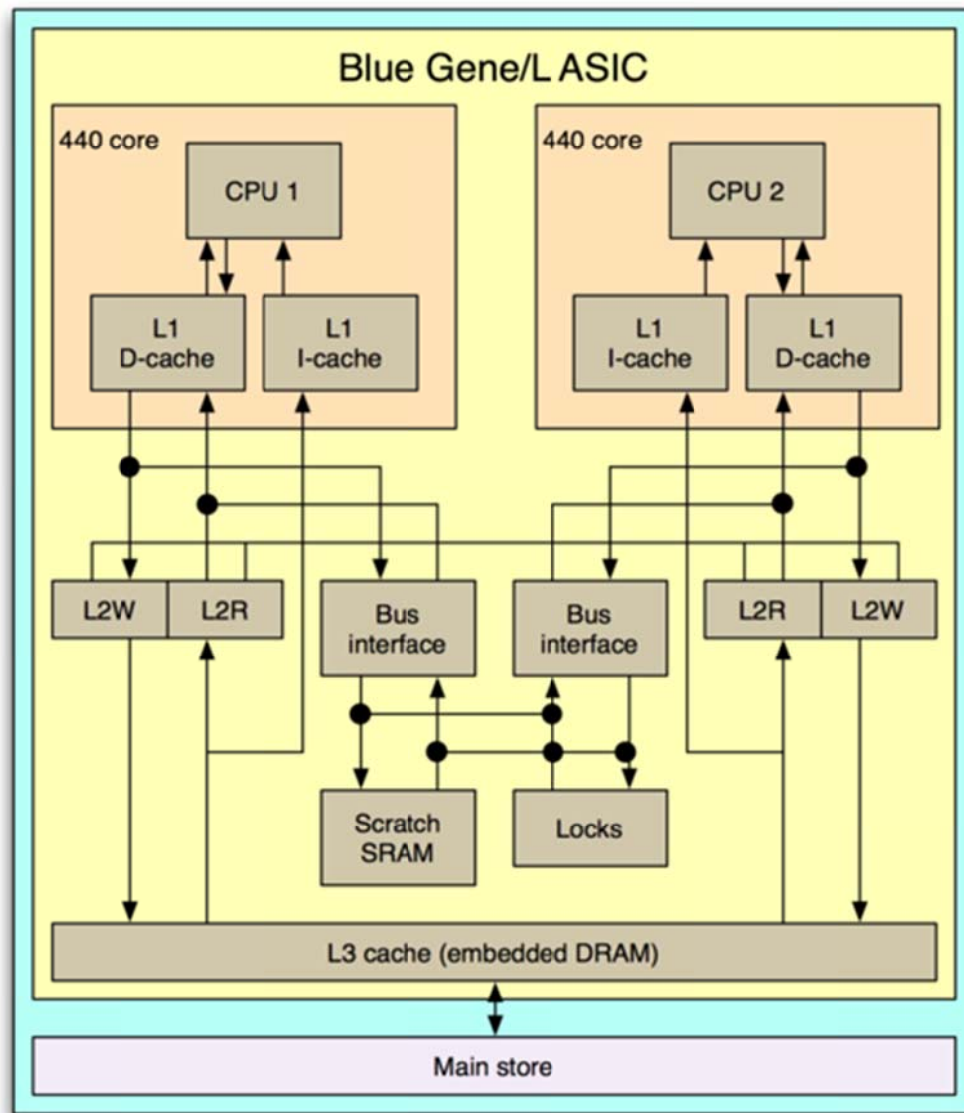 Blue Gene/L ASIC
440 core
440 core
CPU 1
CPU 2
L1
D-cache
L1
I-cache
L1
I-cache
L1
D-cache
L2W
L2R
Bus
interface
Bus
interface
L2R
L2W
Scratch
SRAM
Locks
L3 cache (embedded DRAM)
Main store